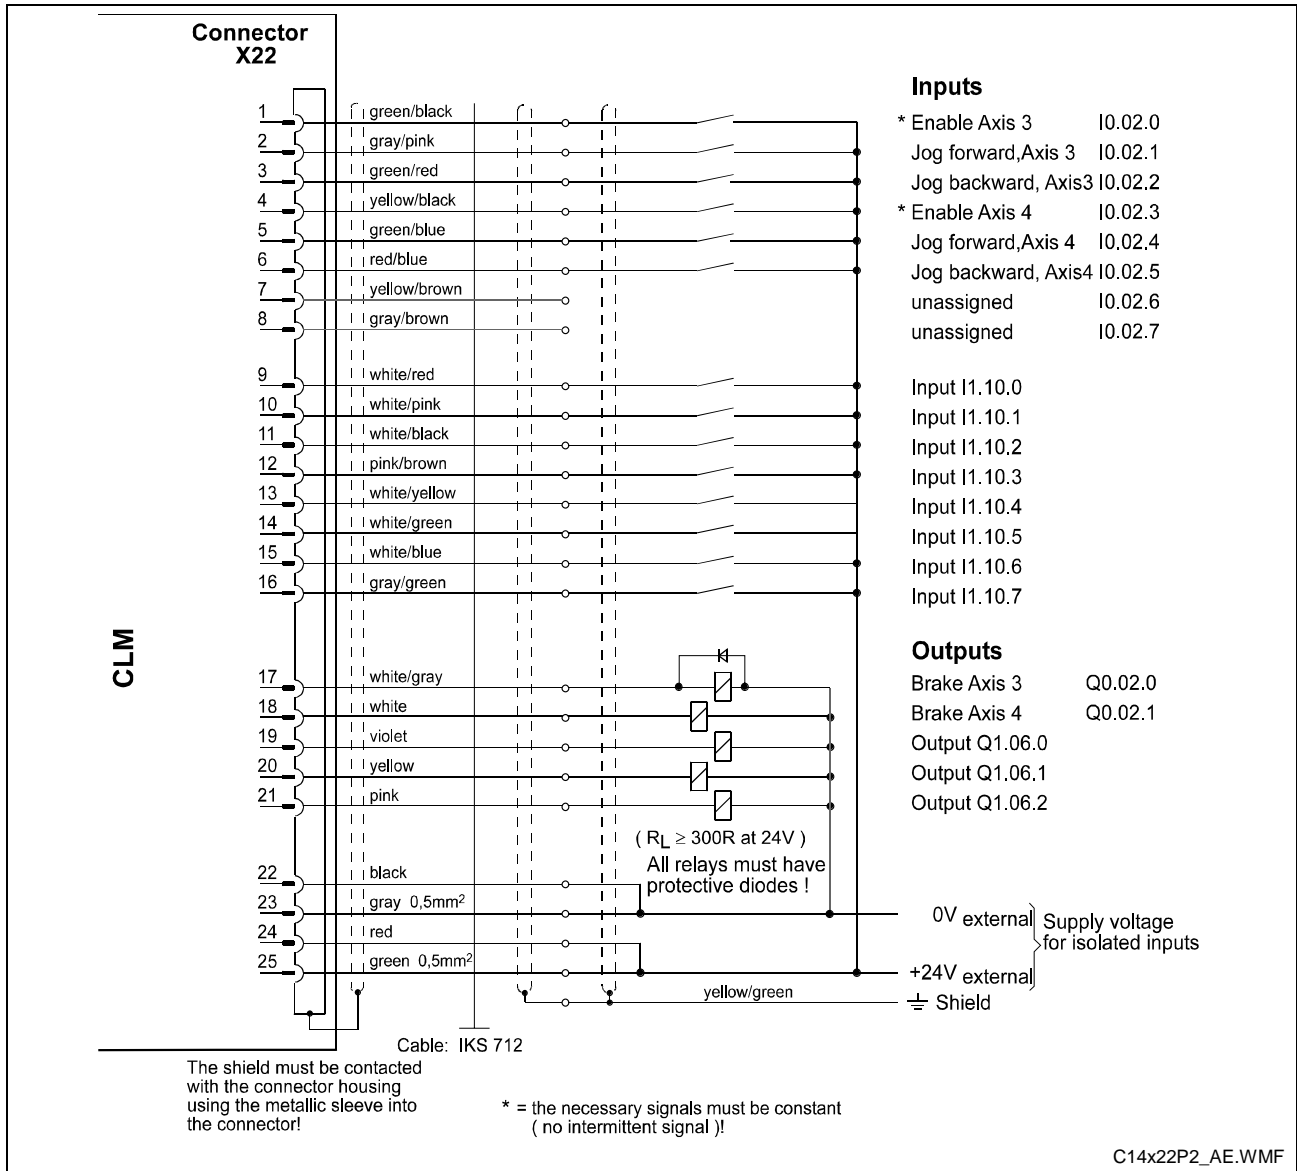 Connector
X22
Inputs
1 green/black * Enable Axis 3 I0.02.0
2 gray/pink Jog forward,Axis 3 I0.02.1
3 green/red Jog backward, Axis3 I0.02.2
4 yellow/black * Enable Axis 4 I0.02.3
5 green/blue Jog forward,Axis 4 I0.02.4
6 red/blue Jog backward, Axis4 I0.02.5
7 yellow/brown unassigned I0.02.6
8 gray/brown unassigned I0.02.7
9 white/red Input I1.10.0
10 white/pink Input I1.10.1
11 white/black Input I1.10.2
12 pink/brown Input I1.10.3
13 white/yellow Input I1.10.4
14 white/green Input I1.10.5
15 white/blue Input I1.10.6
16 gray/green Input I1.10.7
CLM
Outputs
17 white/gray Brake Axis 3 Q0.02.0
18 white Brake Axis 4 Q0.02.1
19 violet Output Q1.06.0
20 yellow Output Q1.06.1
21 pink Output Q1.06.2
( RL ≥ 300R at 24V )
All relays must have
protective diodes !
22 black
23 gray 0,5mm²
24 red
25 green 0,5mm²
0V external
+24V external
Supply voltage
for isolated inputs
yellow/green
Shield
Cable: IKS 712
The shield must be contacted
with the connector housing
using the metallic sleeve into
the connector!
* = the necessary signals must be constant
( no intermittent signal )!
C14x22P2_AE.WMF